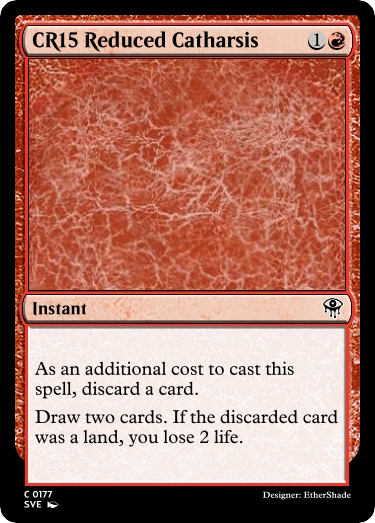 CR15 Reduced Catharsis 1
Instant
As an additional cost to cast this
spell, discard a card.
Draw two cards. If the discarded card
was a land, you lose 2 life.
C 0177
SVE
Designer: EtherShade